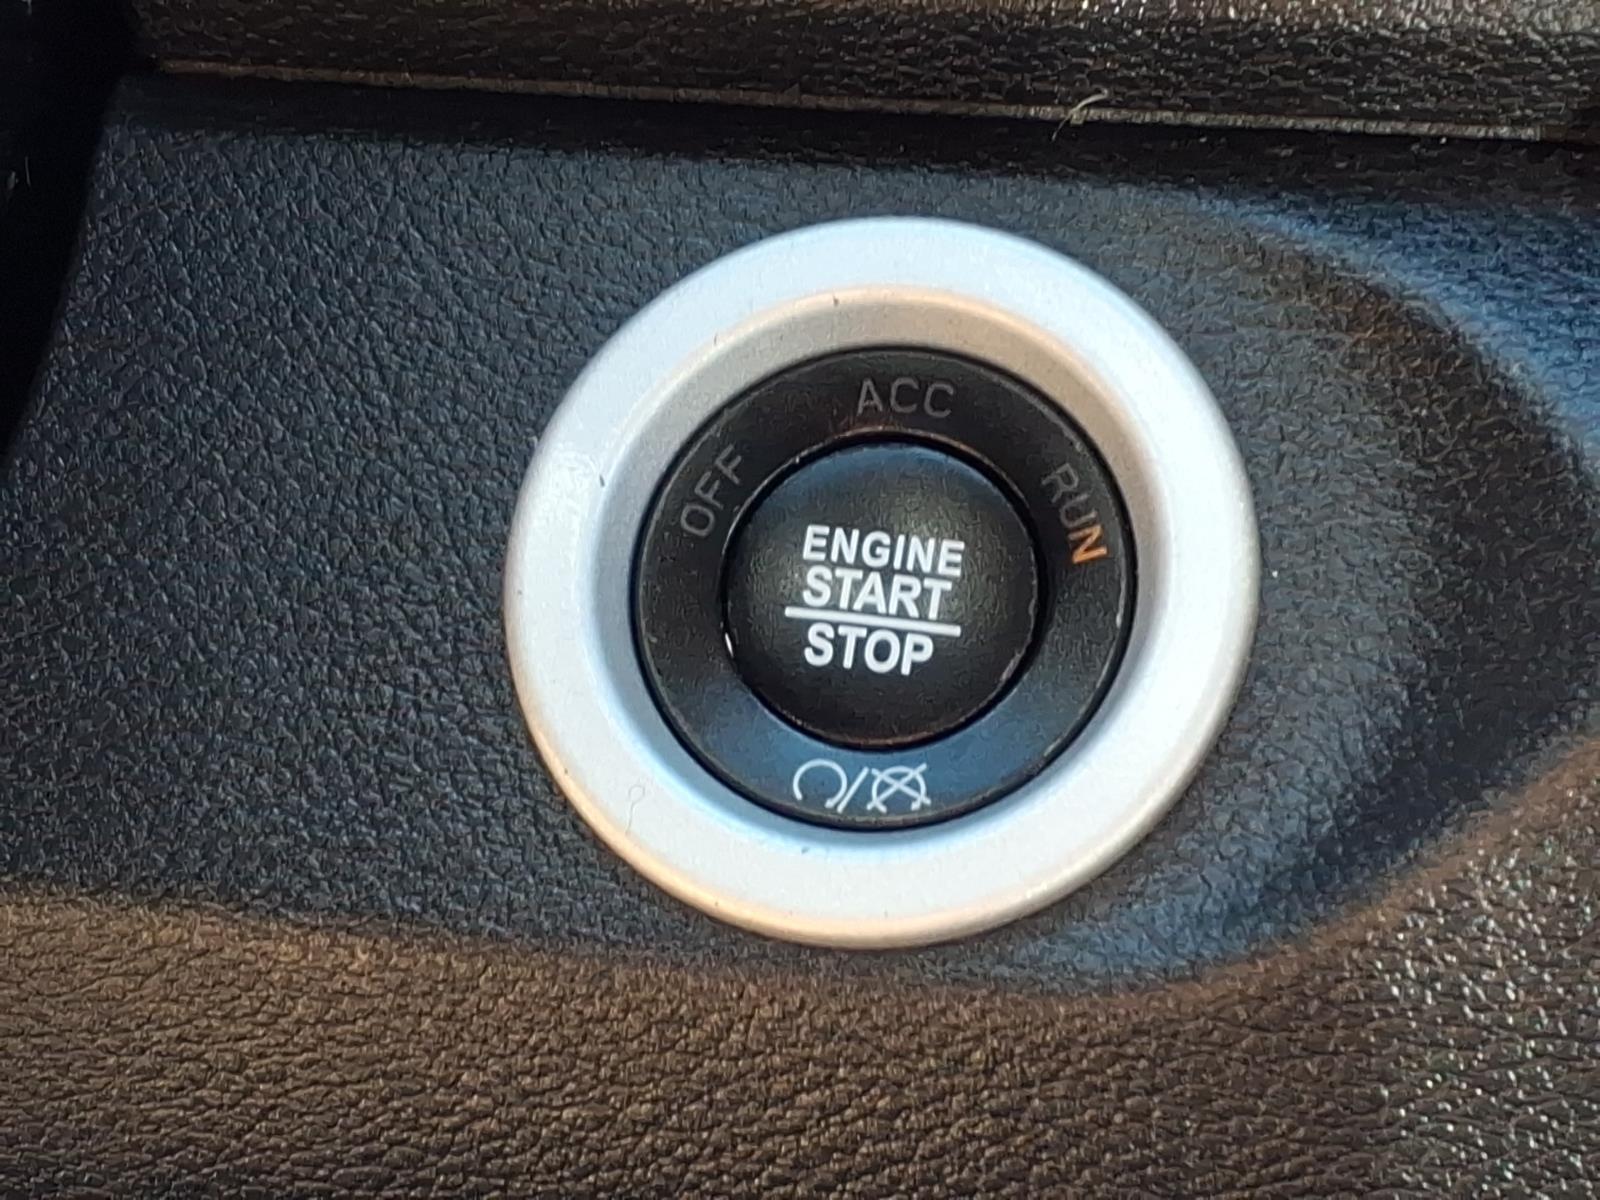 ACC
OFF
RUN
ENGINE
START
STOP